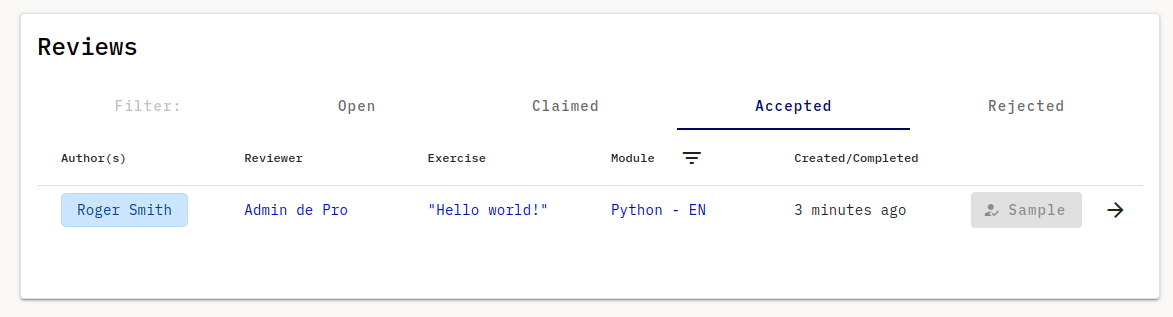 Reviews
Filter: Open Claimed Accepted Rejected
Author(s) Reviewer Exercise Module Created/Completed
Roger Smith Admin de Pro "Hello world!" Python - EN 3 minutes ago Sample